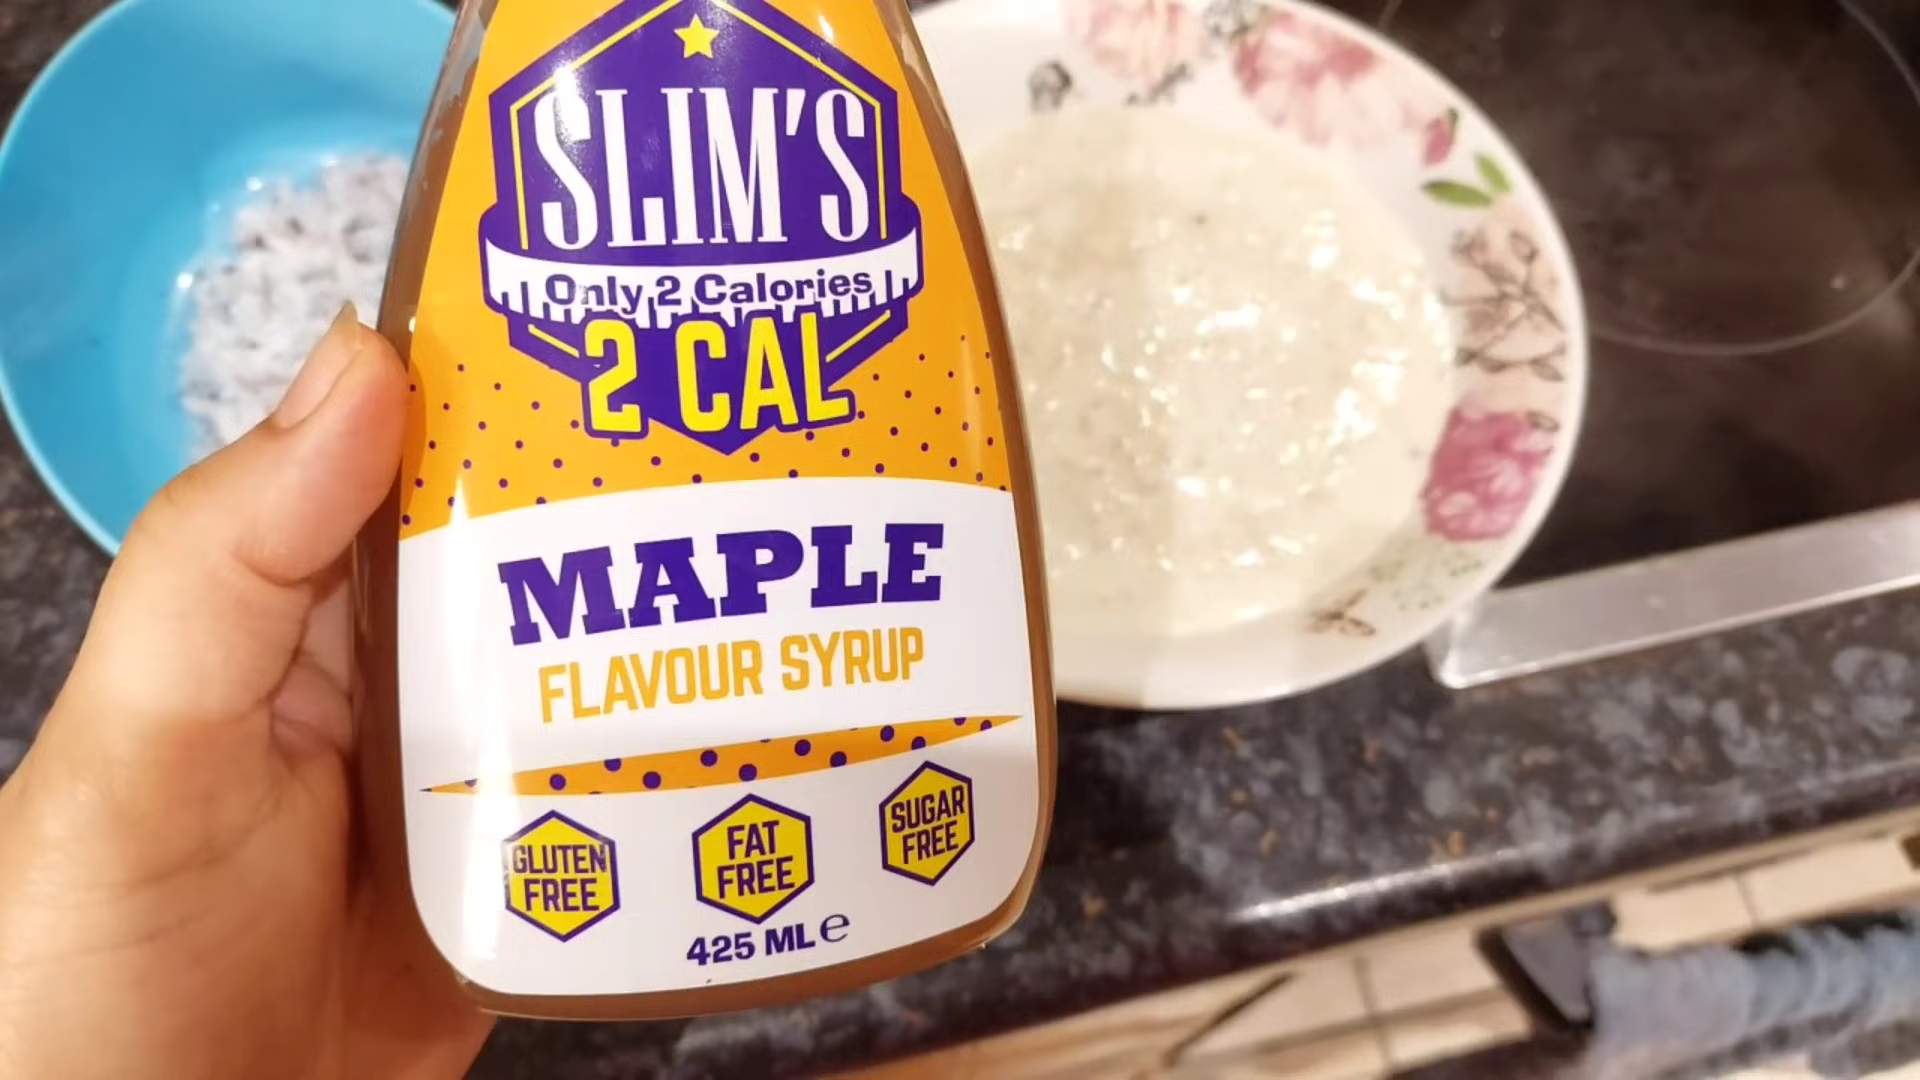 SLIM'S
Only 2 Calories
2 CAL
MAPLE
FLAVOUR SYRUP
GLUTEN
FREE
FAT
FREE
SUGAR
FREE
425 ML e